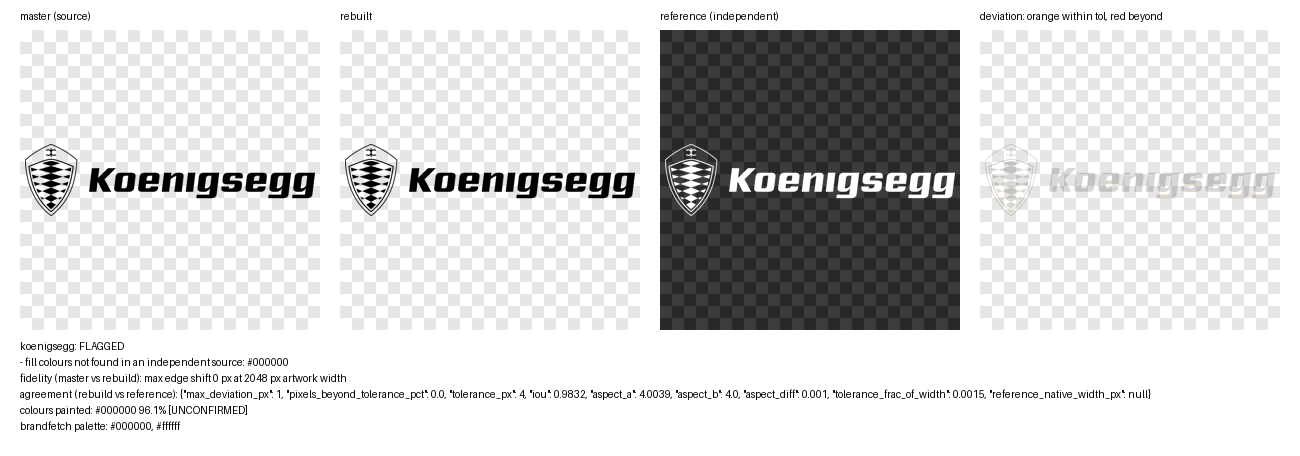 master (source)
rebuilt
reference (independent)
deviation: orange within tol, red beyond
Koenigsegg
Koenigsegg
Koenigsegg
Koenigsegg
koenigsegg: FLAGGED
- fill colours not found in an independent source: #000000
fidelity (master vs rebuild): max edge shift 0 px at 2048 px artwork width
agreement (rebuild vs reference): {"max_deviation_px": 1, "pixels_beyond_tolerance_pct": 0.0, "tolerance_px": 4, "iou": 0.9832, "aspect_a": 4.0039, "aspect_b": 4.0, "aspect_diff": 0.001, "tolerance_frac_of_width": 0.0015, "reference_native_width_px": null}
colours painted: #000000 96.1% [UNCONFIRMED]
brandfetch palette: #000000, #ffffff